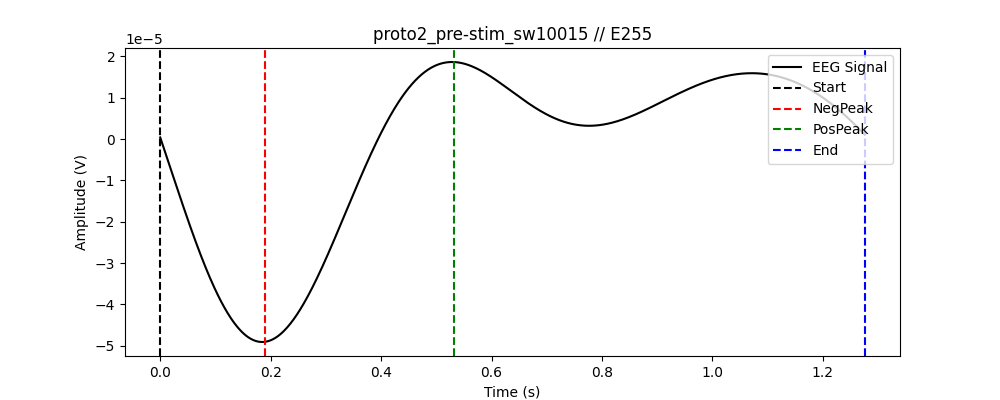 proto2_pre-stim_sw10015 // E255
1e−5
2
1
0
−1
−2
−3
−4
−5
Amplitude (V)
0.0 0.2 0.4 0.6 0.8 1.0 1.2
Time (s)
EEG Signal
Start
NegPeak
PosPeak
End